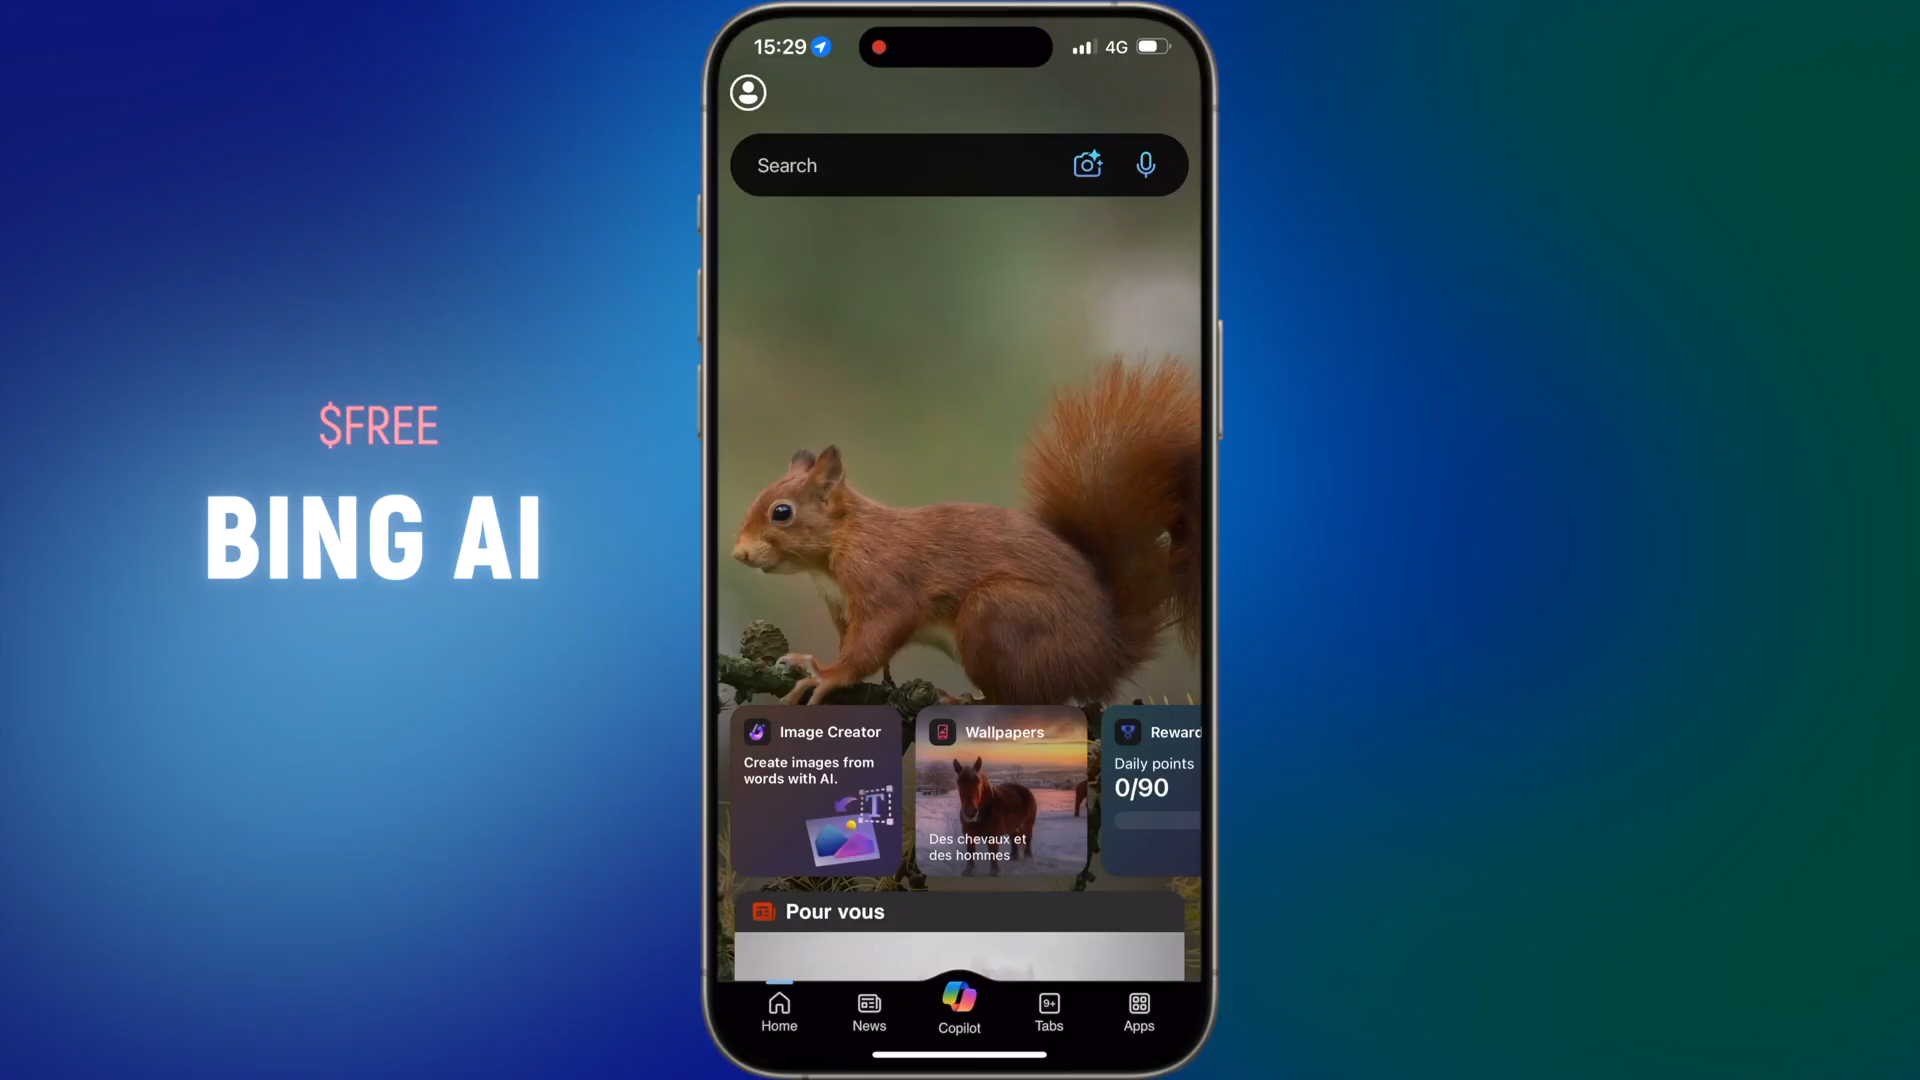 15:29
4G
Search
$FREE
BING AI
Image Creator
Create images from
words with AI.
Wallpapers
Des chevaux et
des hommes
Reward
Daily points
0/90
Pour vous
Home
News
Copilot
9+
Tabs
Apps